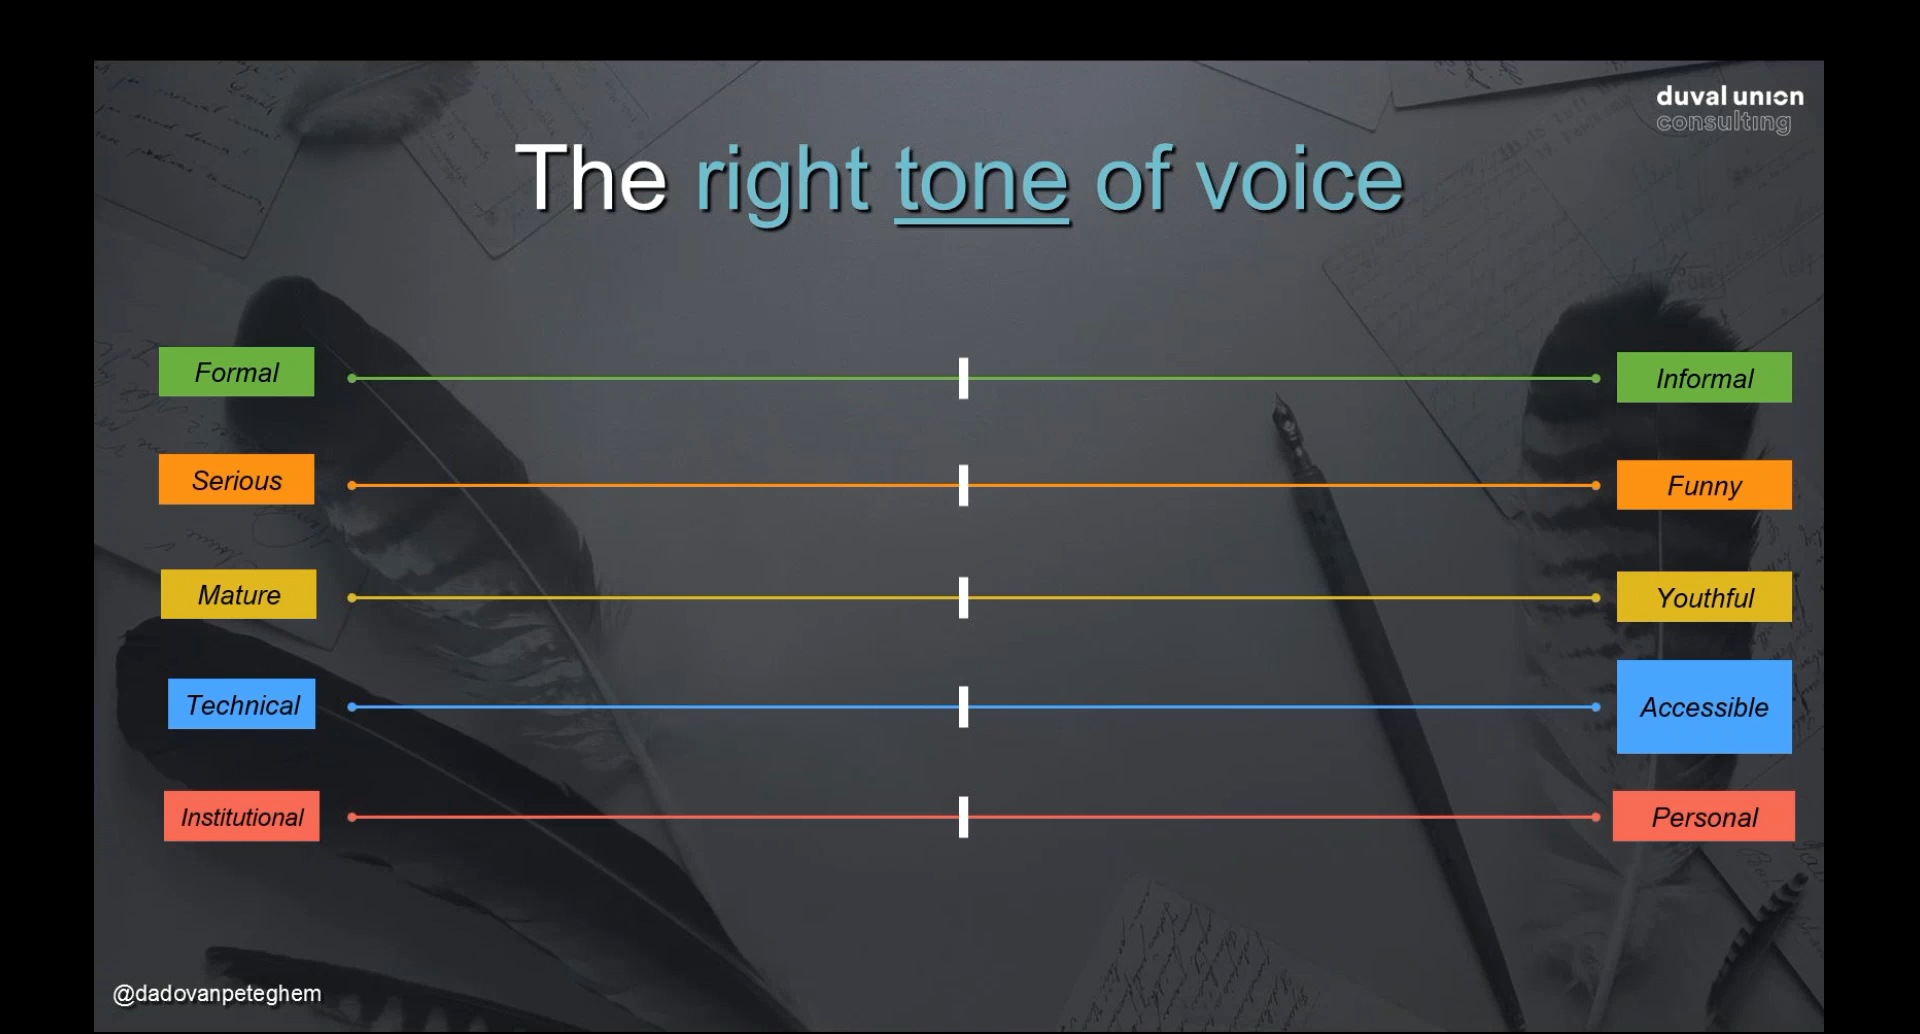 duval union
consulting
The right tone of voice
Formal
Informal
Serious
Funny
Mature
Youthful
Technical
Accessible
Institutional
Personal
@dadovanpeteghem